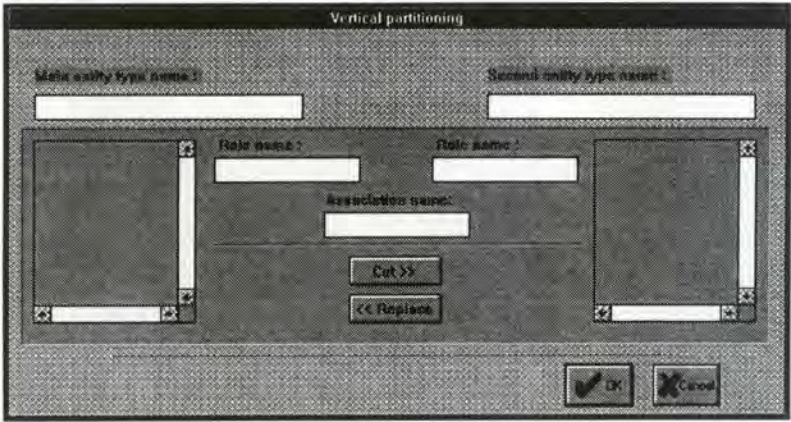 Vertical partitioning
Main entity type name : Second entity type name :
Role name : Role name :
Association name:
Cut >>
<< Replace
OK Cancel